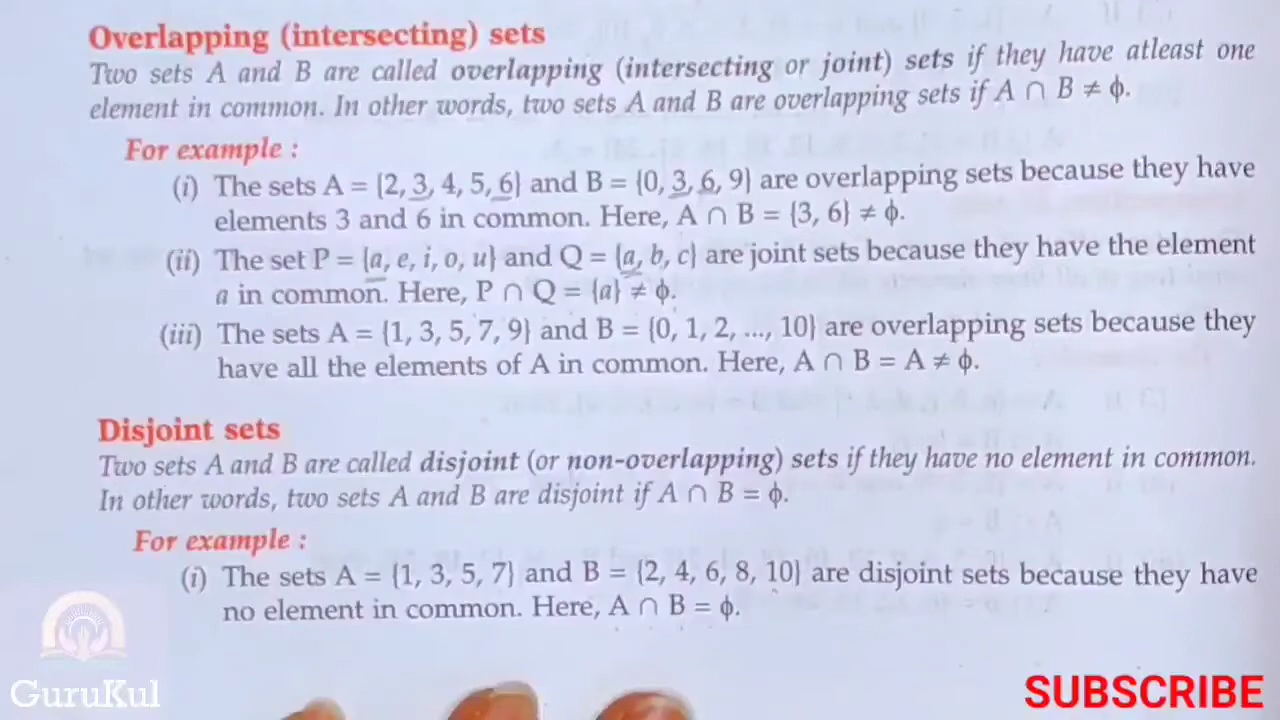 Overlapping (intersecting) sets
Two sets A and B are called overlapping (intersecting or joint) sets if they have atleast one
element in common. In other words, two sets A and B are overlapping sets if A ∩ B ≠ ϕ.
For example :
(i) The sets A = {2, 3, 4, 5, 6} and B = {0, 3, 6, 9} are overlapping sets because they have
elements 3 and 6 in common. Here, A ∩ B = {3, 6} ≠ ϕ.
(ii) The set P = {a, e, i, o, u} and Q = {a, b, c} are joint sets because they have the element
a in common. Here, P ∩ Q = {a} ≠ ϕ.
(iii) The sets A = {1, 3, 5, 7, 9} and B = {0, 1, 2, ..., 10} are overlapping sets because they
have all the elements of A in common. Here, A ∩ B = A ≠ ϕ.
Disjoint sets
Two sets A and B are called disjoint (or non-overlapping) sets if they have no element in common.
In other words, two sets A and B are disjoint if A ∩ B = ϕ.
For example :
(i) The sets A = {1, 3, 5, 7} and B = {2, 4, 6, 8, 10} are disjoint sets because they have
no element in common. Here, A ∩ B = ϕ.
GuruKul
SUBSCRIBE